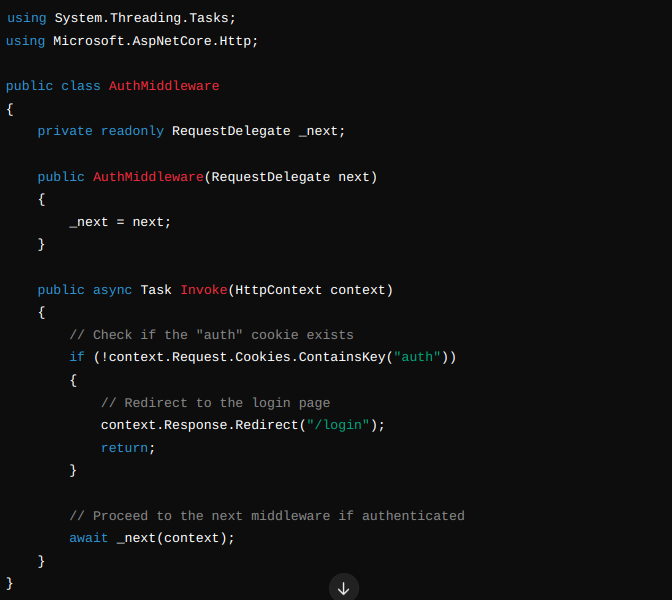 using System.Threading.Tasks;
using Microsoft.AspNetCore.Http;

public class AuthMiddleware
{
    private readonly RequestDelegate _next;

    public AuthMiddleware(RequestDelegate next)
    {
        _next = next;
    }

    public async Task Invoke(HttpContext context)
    {
        // Check if the "auth" cookie exists
        if (!context.Request.Cookies.ContainsKey("auth"))
        {
            // Redirect to the login page
            context.Response.Redirect("/login");
            return;
        }

        // Proceed to the next middleware if authenticated
        await _next(context);
    }
}